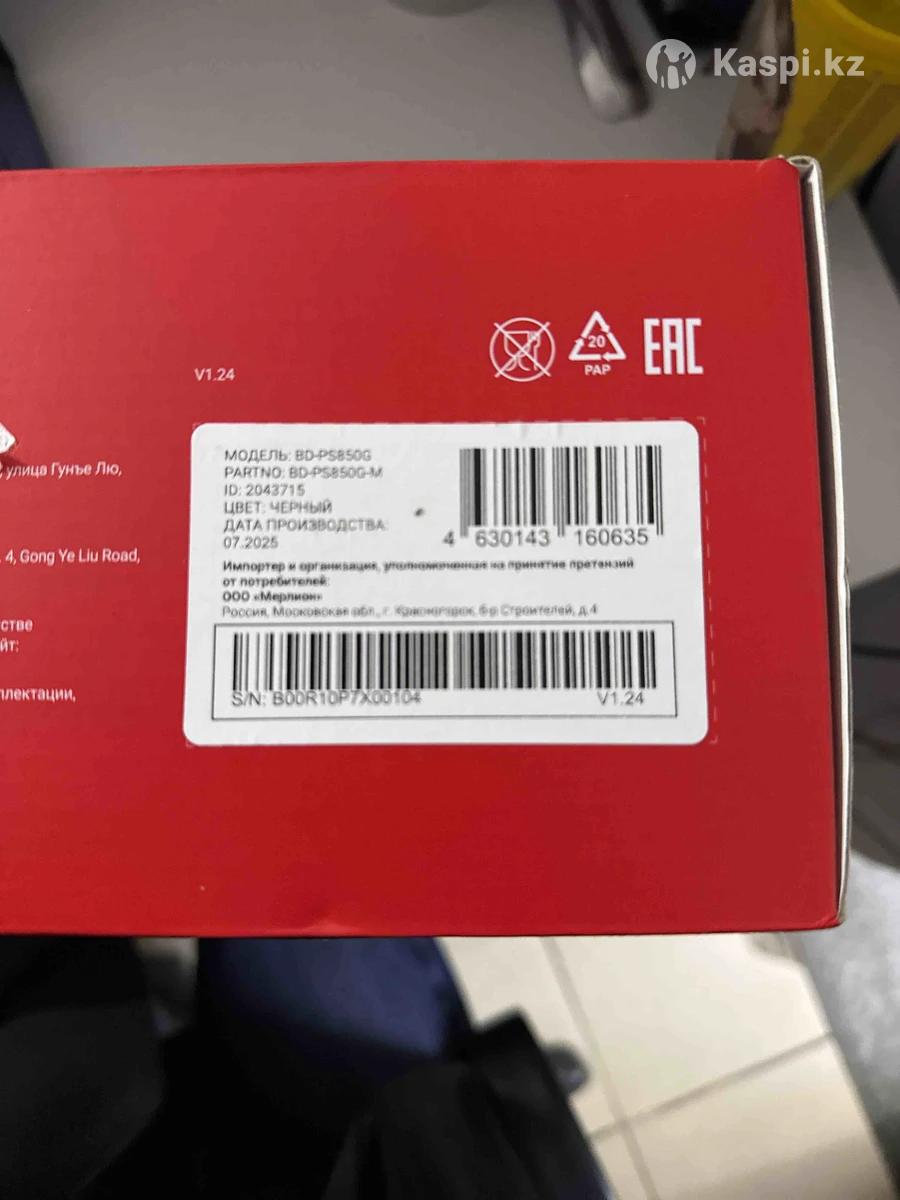 Kaspi.kz
20
PAP
EAC
V1.24
улица Гунъе Лю,
4, Gong Ye Liu Road,
стве
йт:
плектации,
МОДЕЛЬ: BD-PS850G
PARTNO: BD-PS850G-M
ID: 2043715
ЦВЕТ: ЧЕРНЫЙ
ДАТА ПРОИЗВОДСТВА:
07.2025
4 630143 160635
Импортер и организация, уполномоченная на принятие претензий
от потребителей:
ООО «Мерлион»
Россия, Московская обл., г. Красногорск, б-р Строителей, д.4
S/N: B00R10P7X00104
V1.24